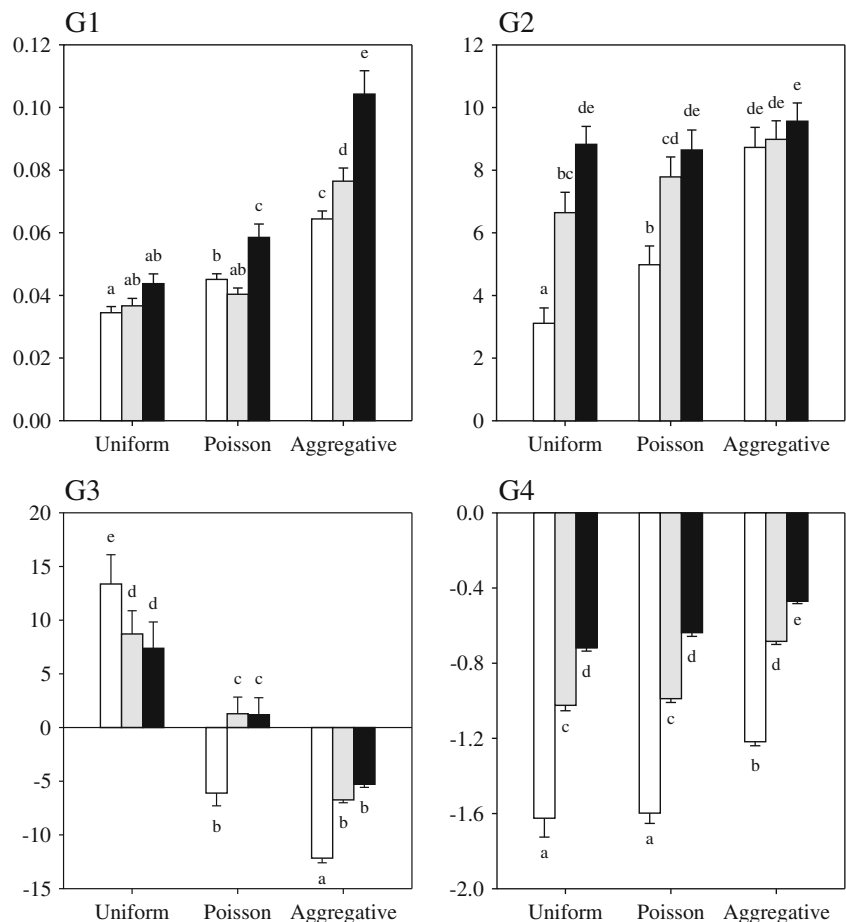 G1
0.12
0.10
0.08
0.06
0.04
0.02
0.00
a ab ab
b ab c
c d e
Uniform Poisson Aggregative
G2
12
10
8
6
4
2
0
a bc de
b cd de
de de e
Uniform Poisson Aggregative
G3
20
15
10
5
0
-5
-10
-15
e d d
b c c
a b b
Uniform Poisson Aggregative
G4
0.0
-0.4
-0.8
-1.2
-1.6
-2.0
a c d
a c d
b d e
Uniform Poisson Aggregative